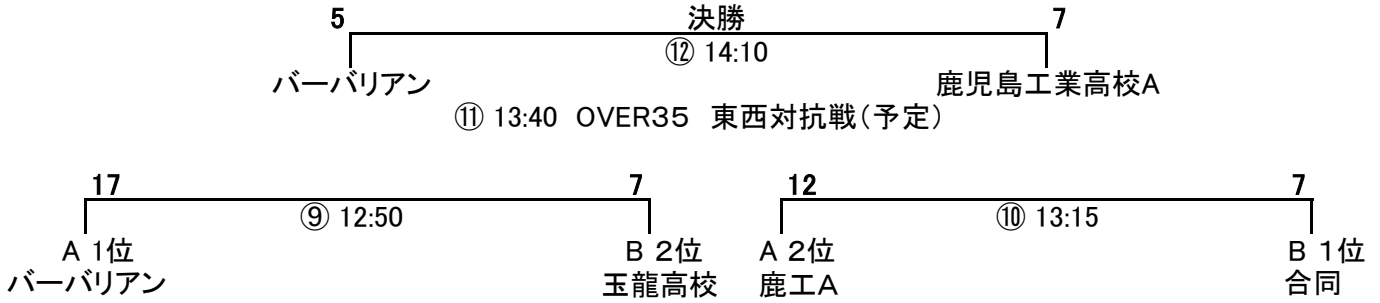 5 決勝 7
⑫ 14:10
バーバリアン 鹿児島工業高校A
⑪ 13:40 OVER35 東西対抗戦(予定)
17 7 12 7
⑨ 12:50 ⑩ 13:15
A 1位 B 2位 A 2位 B 1位
バーバリアン 玉龍高校 鹿工A 合同